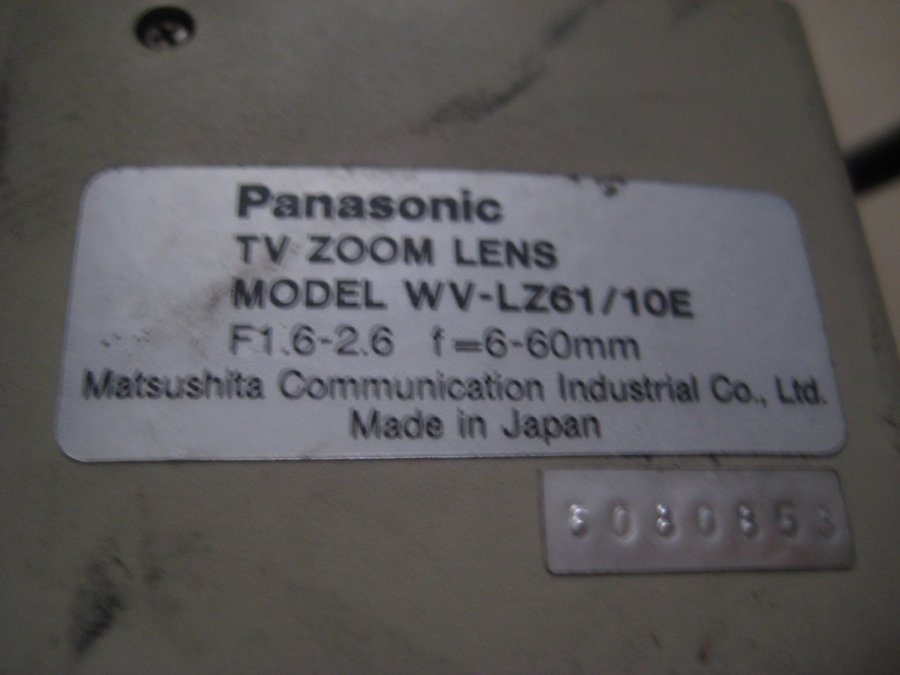 Panasonic
TV ZOOM LENS
MODEL WV-LZ61/10E
F1.6-2.6 f=6-60mm
Matsushita Communication Industrial Co., Ltd.
Made in Japan